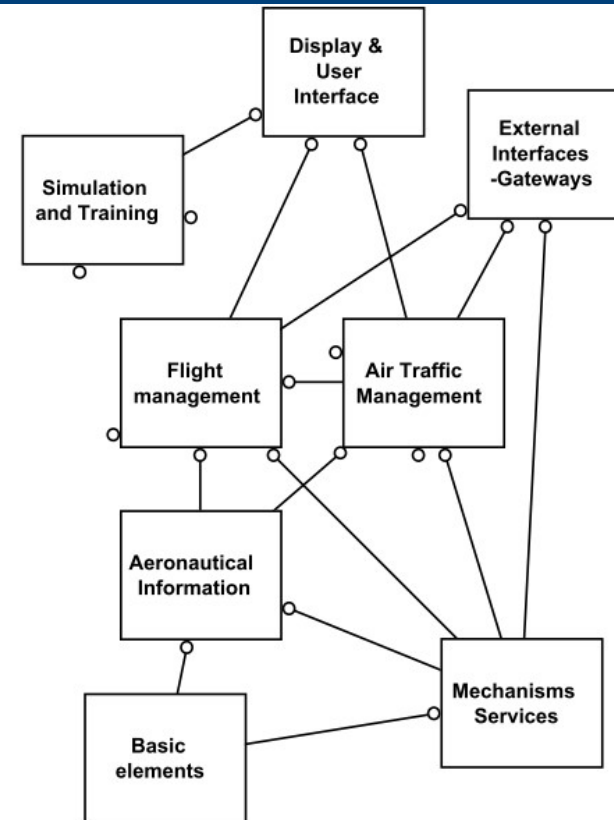 Display &
User
Interface
External
Interfaces
-Gateways
Simulation
and Training
Flight
management
Air Traffic
Management
Aeronautical
Information
Mechanisms
Services
Basic
elements